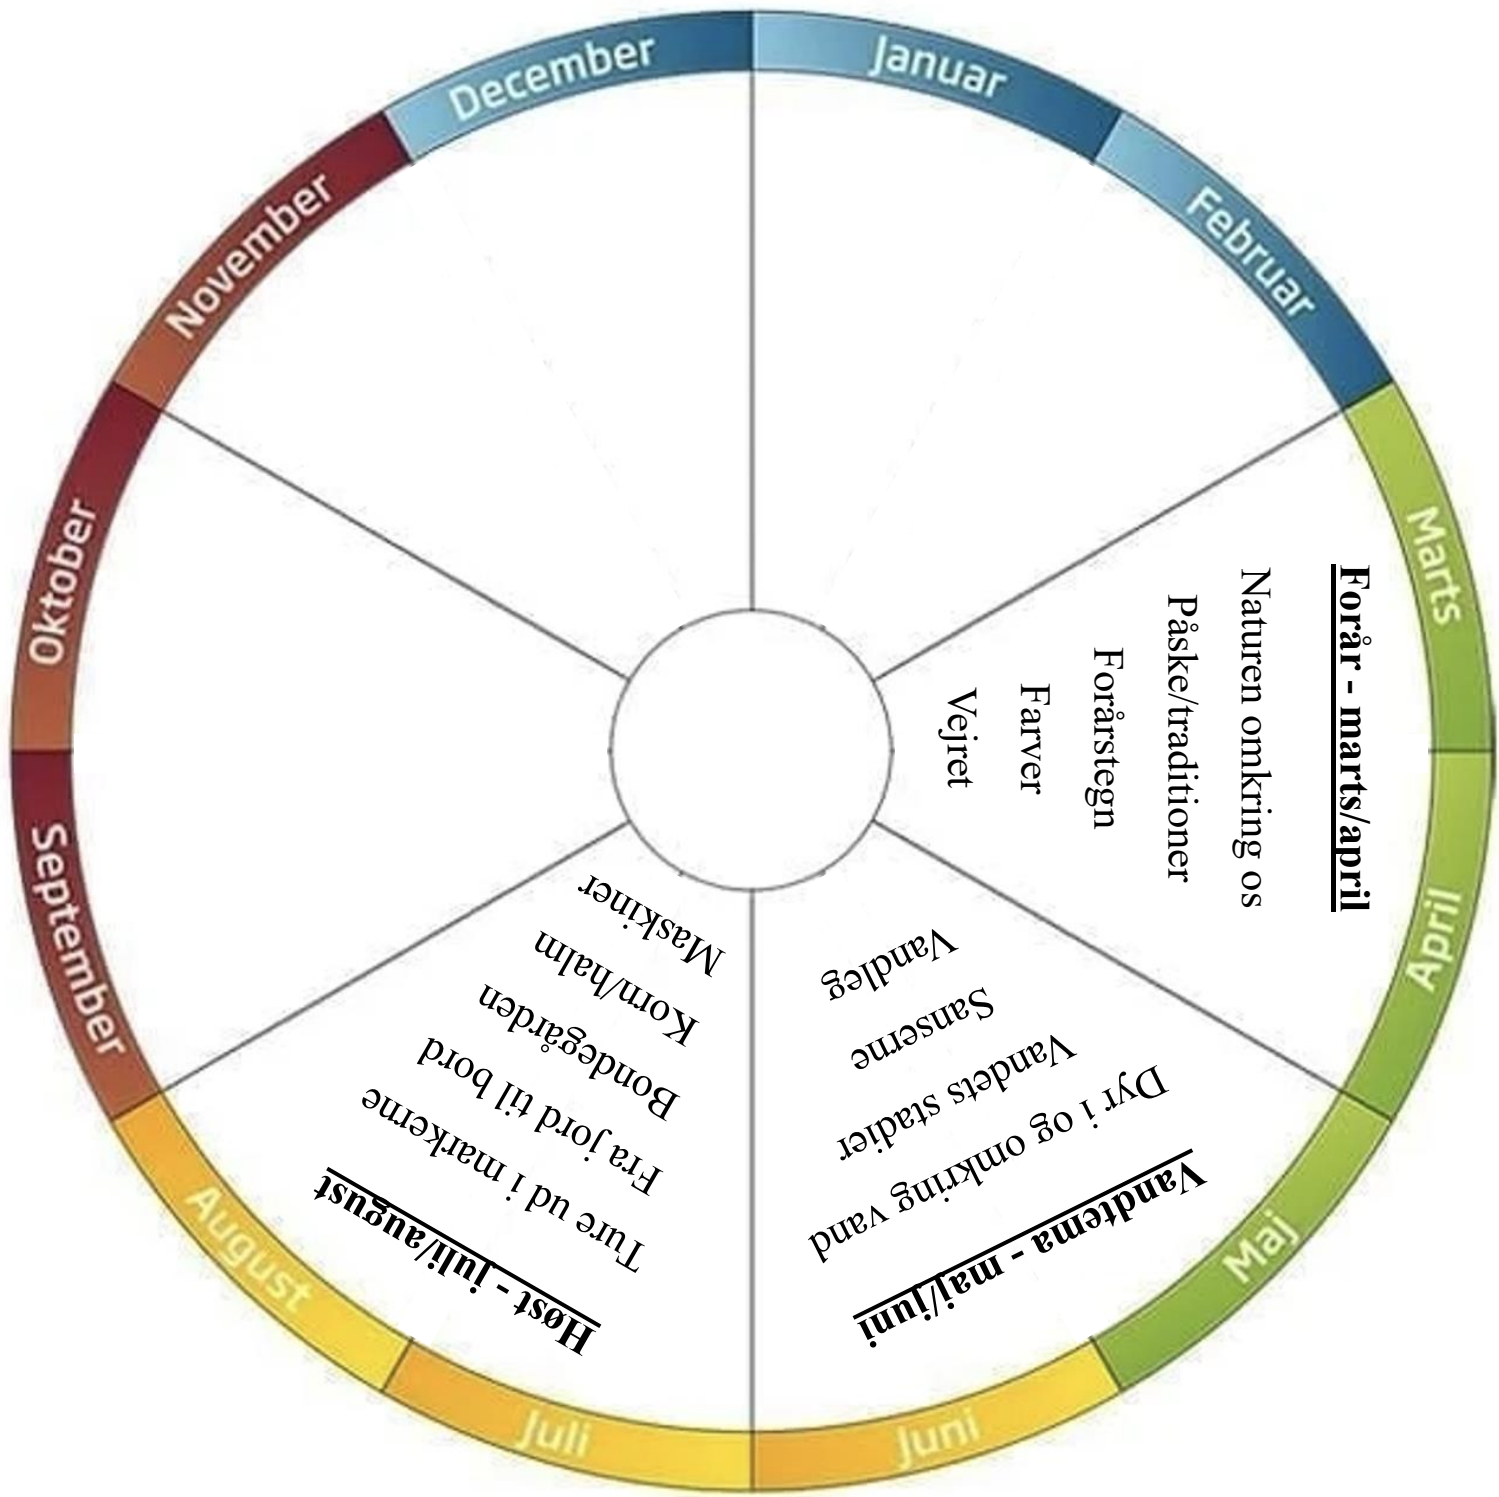 Januar
Februar
Marts
April
Maj
Juni
Juli
August
September
Oktober
November
December
Forår - marts/april
Naturen omkring os
Påske/traditioner
Forårstegn
Farver
Vejret
Vandtema - maj/juni
Dyr i og omkring vand
Vandets stadier
Sanserne
Vandleg
Høst - juli/august
Ture ud i markerne
Fra jord til bord
Bondegården
Korn/halm
Maskiner